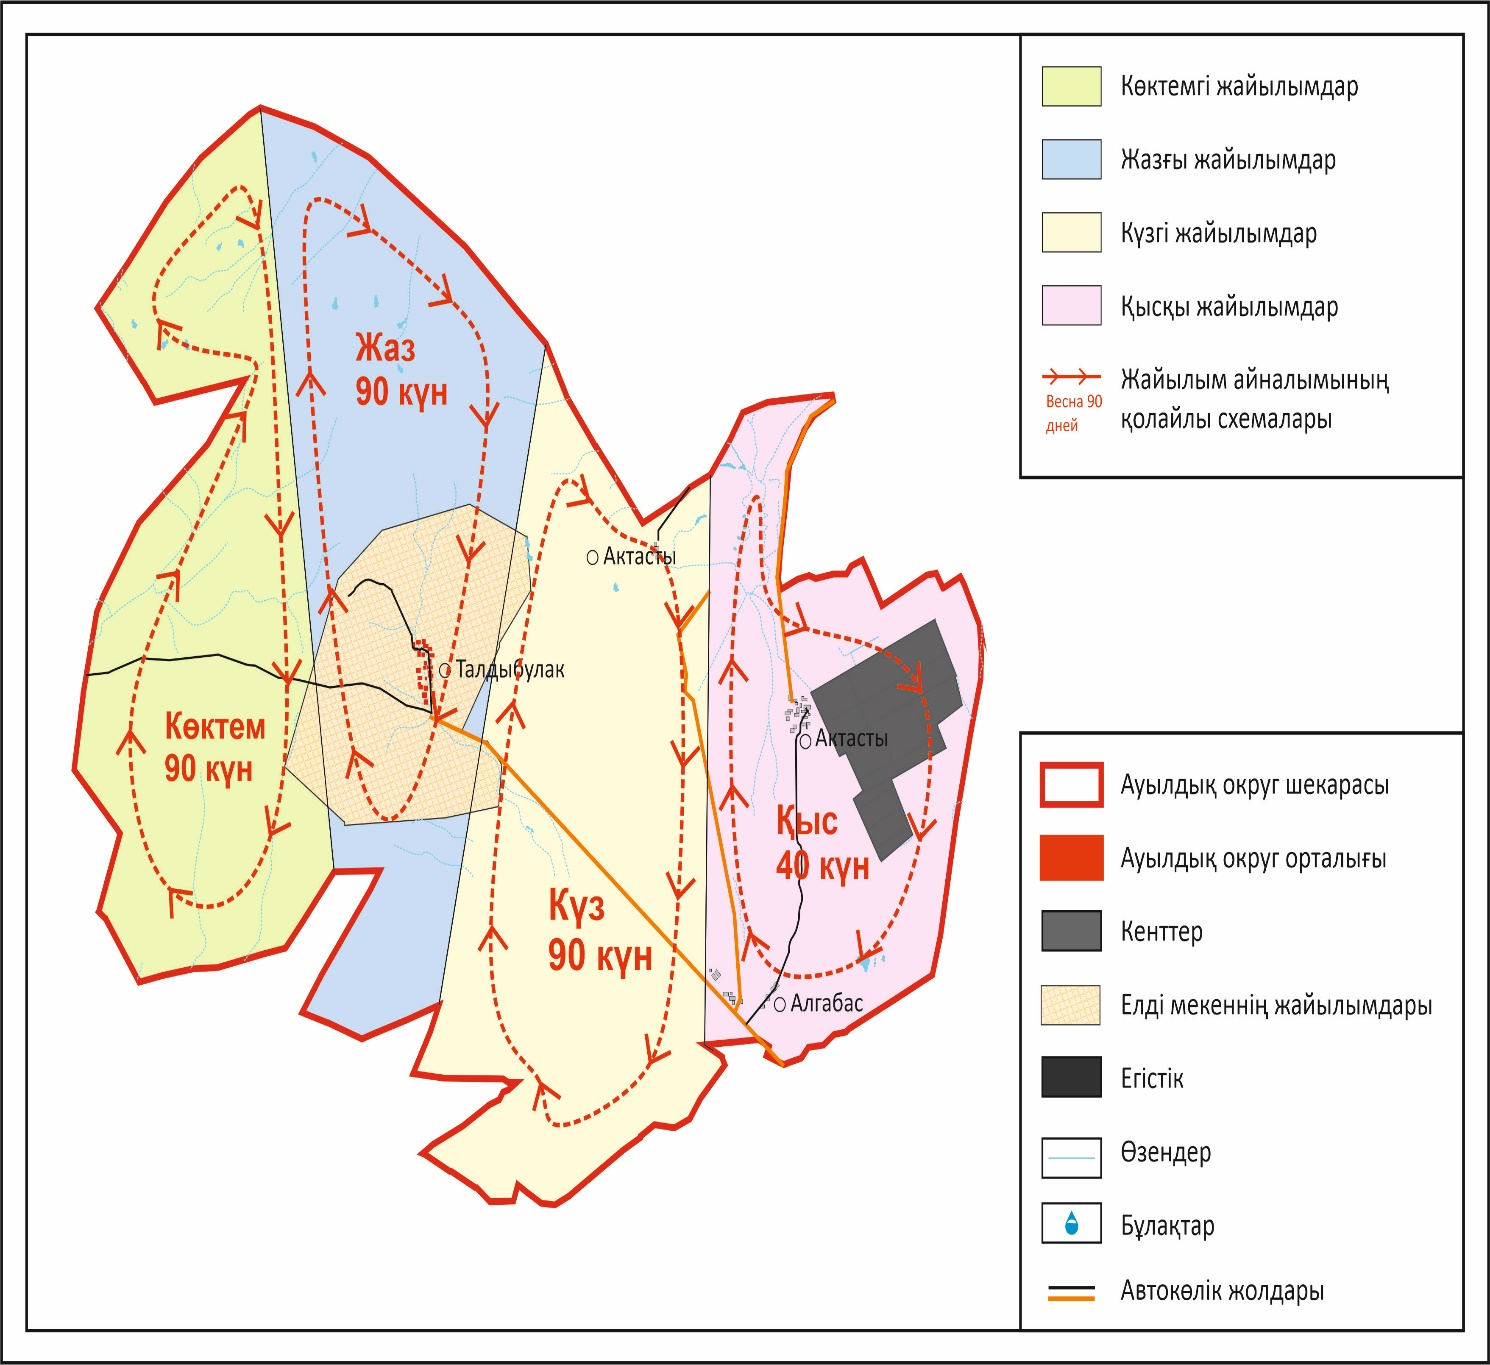 Көктемгі жайылымдар
Жазғы жайылымдар
Күзгі жайылымдар
Қысқы жайылымдар
Жайылым айналымының
қолайлы схемалары
Весна 90
дней
Жаз
90 күн
Актасты
Талдыбулак
Көктем
90 күн
Актасты
Қыс
40 күн
Күз
90 күн
Алгабас
Ауылдық округ шекарасы
Ауылдық округ орталығы
Кенттер
Елді мекеннің жайылымдары
Егістік
Өзендер
Бұлақтар
Автокөлік жолдары